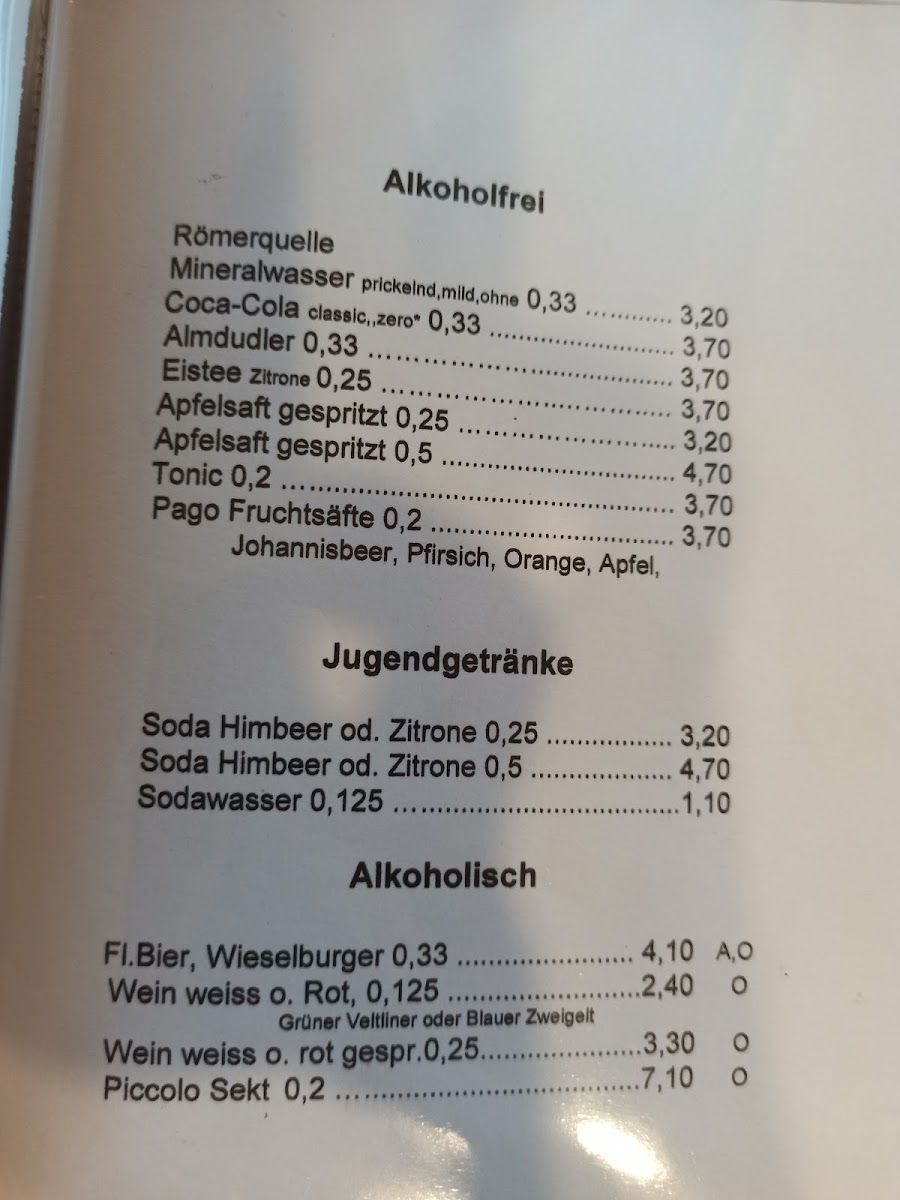 Alkoholfrei
Römerquelle
Mineralwasser prickelnd,mild,ohne 0,33 ............ 3,20
Coca-Cola classic,,zero* 0,33 ........................ 3,70
Almdudler 0,33 ....................................... 3,70
Eistee Zitrone 0,25 .................................... 3,70
Apfelsaft gespritzt 0,25 ........................... 3,20
Apfelsaft gespritzt 0,5 ............................. 4,70
Tonic 0,2 ................................................ 3,70
Pago Fruchtsäfte 0,2 .............................. 3,70
Johannisbeer, Pfirsich, Orange, Apfel,
Jugendgetränke
Soda Himbeer od. Zitrone 0,25 ................. 3,20
Soda Himbeer od. Zitrone 0,5 ................... 4,70
Sodawasser 0,125 ......................................1,10
Alkoholisch
Fl.Bier, Wieselburger 0,33 ........................ 4,10 A,O
Wein weiss o. Rot, 0,125 ..........................2,40 O
Grüner Veltliner oder Blauer Zweigelt
Wein weiss o. rot gespr.0,25......................3,30 O
Piccolo Sekt 0,2 .........................................7,10 O